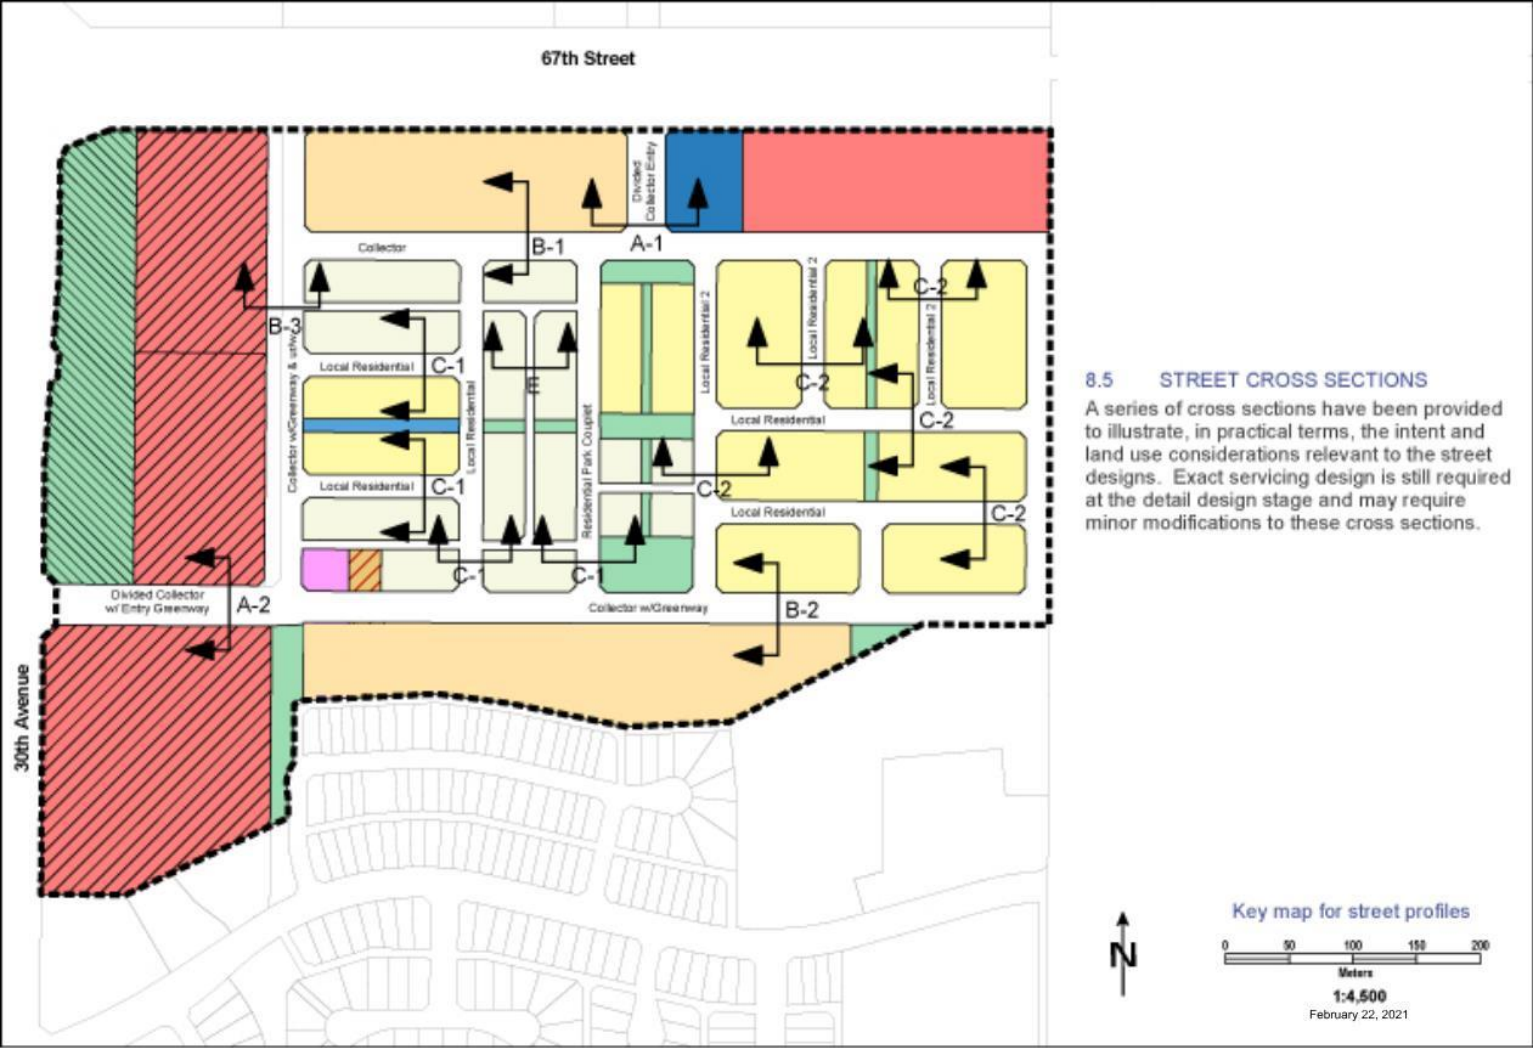 67th Street
Divided
Collector Entry
Collector
B-1
A-1
C-2
B-3
Collector w/Greenway &
Local Residential
C-1
Local Residential
E
Residential Park Couplet
Local Residential 2
Local Residential 2
C-2
Local Residential 2
Local Residential
C-2
Local Residential
C-1
C-2
Local Residential
C-2
C-1
C-1
Divided Collector
w/ Entry Greenway
A-2
Collector w/Greenway
B-2
30th Avenue
8.5 STREET CROSS SECTIONS
A series of cross sections have been provided
to illustrate, in practical terms, the intent and
land use considerations relevant to the street
designs. Exact servicing design is still required
at the detail design stage and may require
minor modifications to these cross sections.
Key map for street profiles
0 50 100 150 200
Meters
1:4,500
February 22, 2021
N